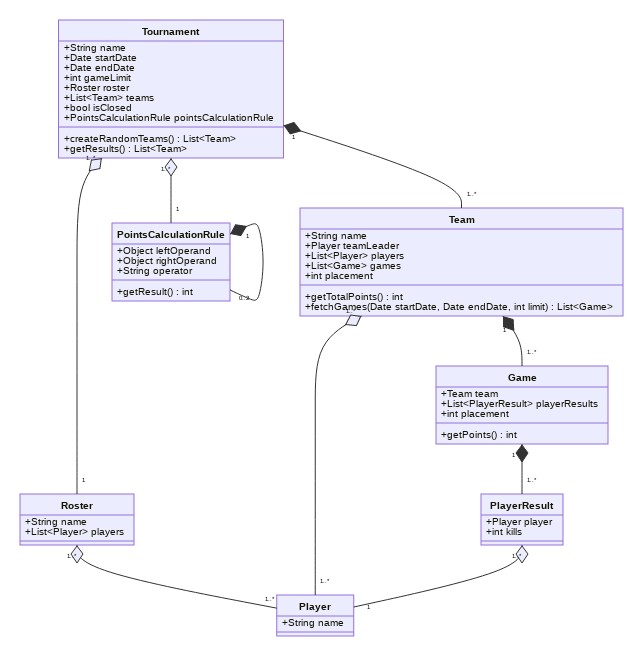 Tournament
+String name
+Date startDate
+Date endDate
+int gameLimit
+Roster roster
+List<Team> teams
+bool isClosed
+PointsCalculationRule pointsCalculationRule
+createRandomTeams() : List<Team>
+getResults() : List<Team>
1..*
1..*
1
1
1..*
PointsCalculationRule
+Object leftOperand
+Object rightOperand
+String operator
+getResult() : int
1
0..2
Team
+String name
+Player teamLeader
+List<Player> players
+List<Game> games
+int placement
+getTotalPoints() : int
+fetchGames(Date startDate, Date endDate, int limit) : List<Game>
1
1..*
Game
+Team team
+List<PlayerResult> playerResults
+int placement
+getPoints() : int
1
1..*
1
Roster
+String name
+List<Player> players
1..*
PlayerResult
+Player player
+int kills
1..*
1..*
1..*
1
Player
+String name